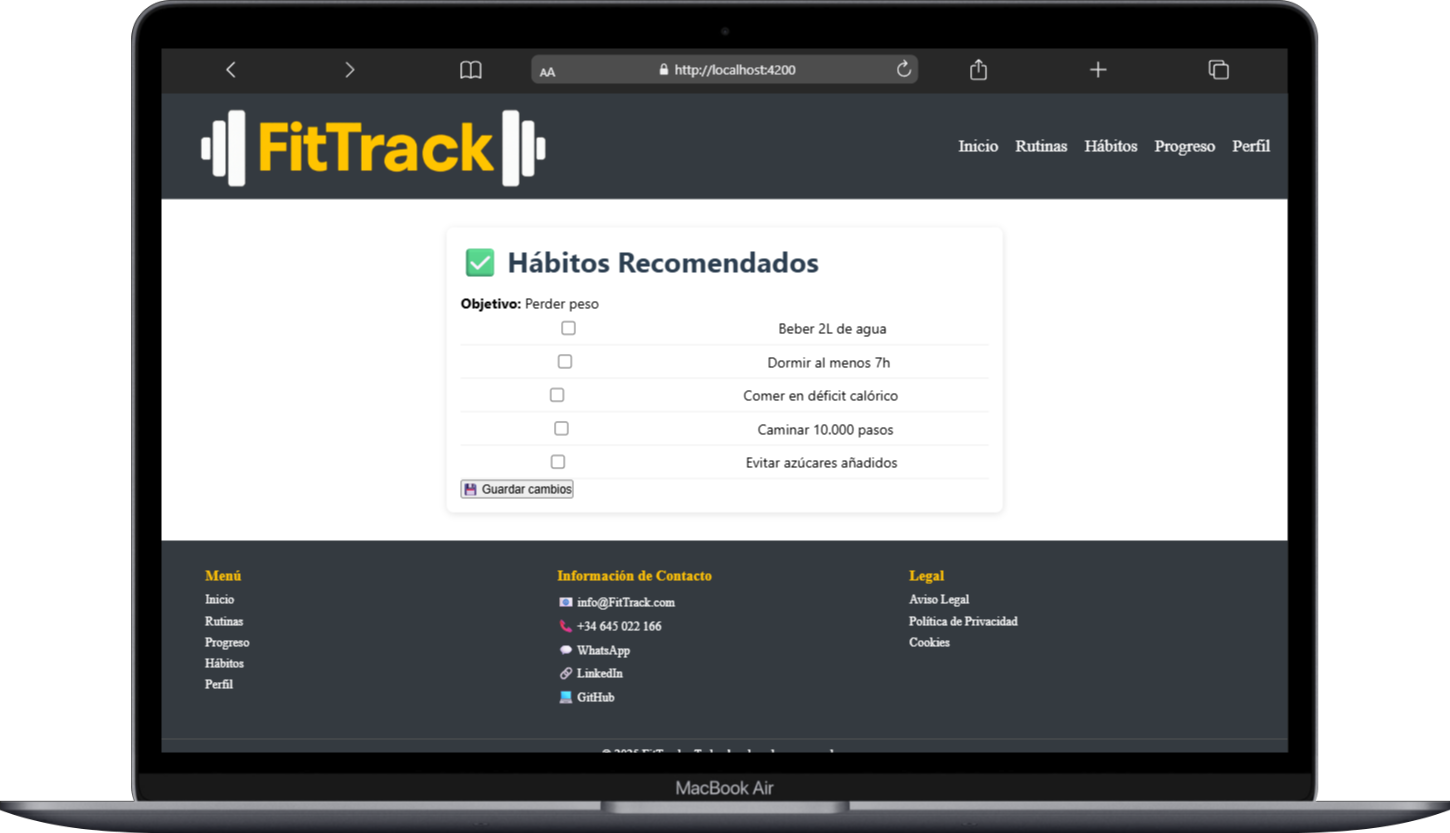 AA http://localhost:4200
FitTrack
Inicio Rutinas Hábitos Progreso Perfil
Hábitos Recomendados
Objetivo: Perder peso
Beber 2L de agua
Dormir al menos 7h
Comer en déficit calórico
Caminar 10.000 pasos
Evitar azúcares añadidos
Guardar cambios
Menú
Inicio
Rutinas
Progreso
Hábitos
Perfil
Información de Contacto
info@FitTrack.com
+34 645 022 166
WhatsApp
LinkedIn
GitHub
Legal
Aviso Legal
Política de Privacidad
Cookies
MacBook Air